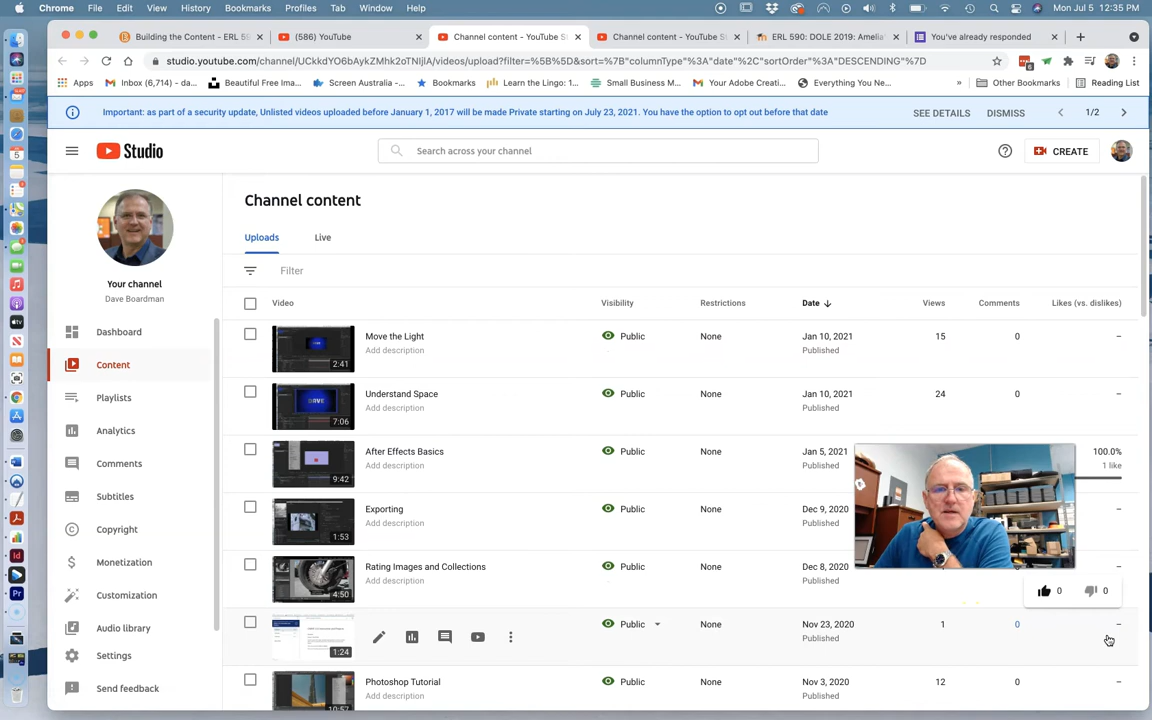 Chrome File Edit View History Bookmarks Profiles Tab Window Help Mon Jul 5 12:35 PM
Building the Content - ERL 55 (586) YouTube Content - YouTube S Channel content - YouTube S ERL 590: DOLE 2019: Amelia You've already responded
studio.youtube.com/channel/UCkkdYO6bAykZMhk2oTNIjlA/videos/upload?filter=%5B%5D&sort=%7B"columnType"%3A"date"%2C"sortOrder"%3A"DESCENDING"%7D
Apps Inbox (6,714) - da... Beautiful Free Ima... Screen Australia -... Bookmarks Learn the Lingo: 1... Small Business M... Your Adobe Creati... Everything You Ne... » Other Bookmarks Reading List
Important: as part of a security update, Unlisted videos uploaded before January 1, 2017 will be made Private starting on July 23, 2021. You have the option to opt out before that date SEE DETAILS DISMISS 1/2
Studio Search across your channel CREATE
Channel content
Uploads Live
Filter
Your channel
Dave Boardman
Dashboard
Content
Playlists
Analytics
Comments
Subtitles
Copyright
Monetization
Customization
Audio library
Settings
Send feedback
Video Visibility Restrictions Date Views Comments Likes (vs. dislikes)
Move the Light Public None Jan 10, 2021 15 0 –
Add description Published
2:41
Understand Space Public None Jan 10, 2021 24 0 –
Add description Published
DAVE
7:06
After Effects Basics Public None Jan 5, 2021 100.0%
Add description Published 1 like
9:42
Exporting Public None Dec 9, 2020 –
Add description Published
1:53
Rating Images and Collections Public None Dec 8, 2020 –
Add description Published
4:50
0 0
Public None Nov 23, 2020 1 0 –
Published
1:24
Photoshop Tutorial Public None Nov 3, 2020 12 0 –
Add description Published
10:57